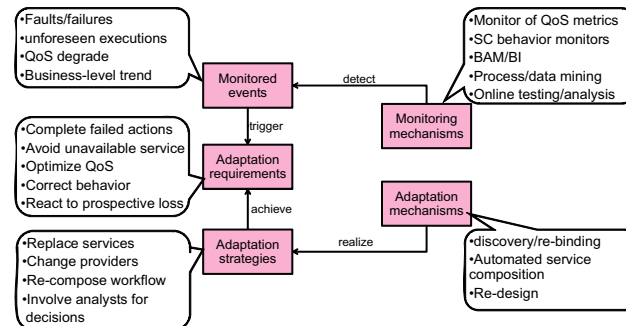 •Faults/failures
•unforeseen executions
•QoS degrade
•Business-level trend
Monitored
events
detect
•Monitor of QoS metrics
•SC behavior monitors
•BAM/BI
•Process/data mining
•Online testing/analysis
Monitoring
mechanisms
trigger
•Complete failed actions
•Avoid unavailable service
•Optimize QoS
•Correct behavior
•React to prospective loss
Adaptation
requirements
achieve
Adaptation
mechanisms
•Replace services
•Change providers
•Re-compose workflow
•Involve analysts for
decisions
Adaptation
strategies
realize
•discovery/re-binding
•Automated service
composition
•Re-design